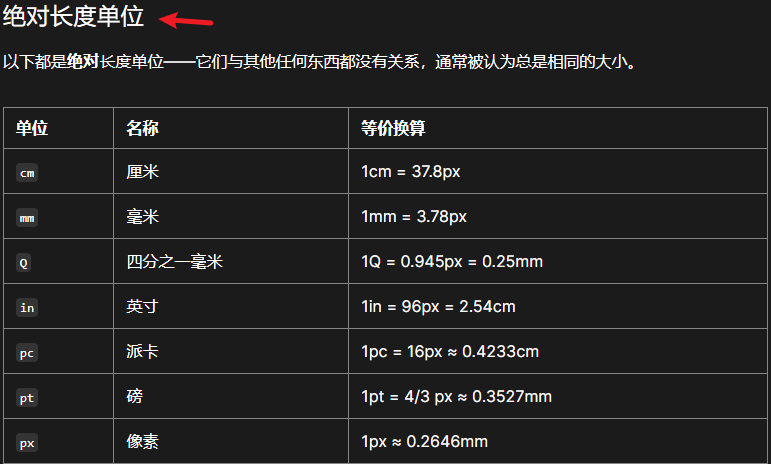 绝对长度单位
以下都是绝对长度单位——它们与其他任何东西都没有关系，通常被认为总是相同的大小。
单位 名称 等价换算
cm 厘米 1cm = 37.8px
mm 毫米 1mm = 3.78px
Q 四分之一毫米 1Q = 0.945px = 0.25mm
in 英寸 1in = 96px = 2.54cm
pc 派卡 1pc = 16px ≈ 0.4233cm
pt 磅 1pt = 4/3 px ≈ 0.3527mm
px 像素 1px ≈ 0.2646mm